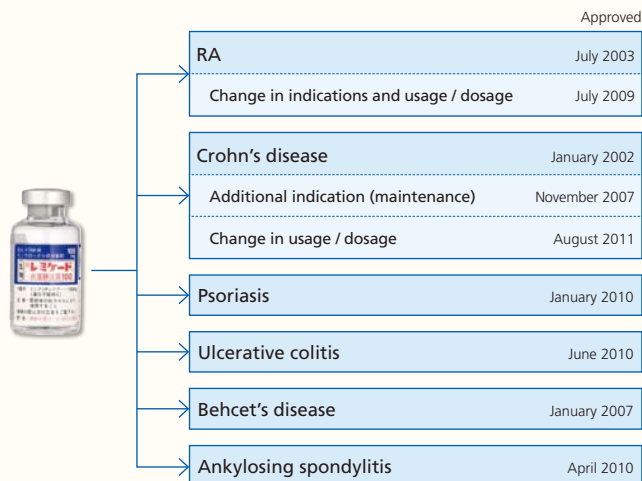 Approved
RA July 2003
Change in indications and usage / dosage July 2009
Crohn's disease January 2002
Additional indication (maintenance) November 2007
Change in usage / dosage August 2011
レミケード
100
Psoriasis January 2010
Ulcerative colitis June 2010
Behcet's disease January 2007
Ankylosing spondylitis April 2010